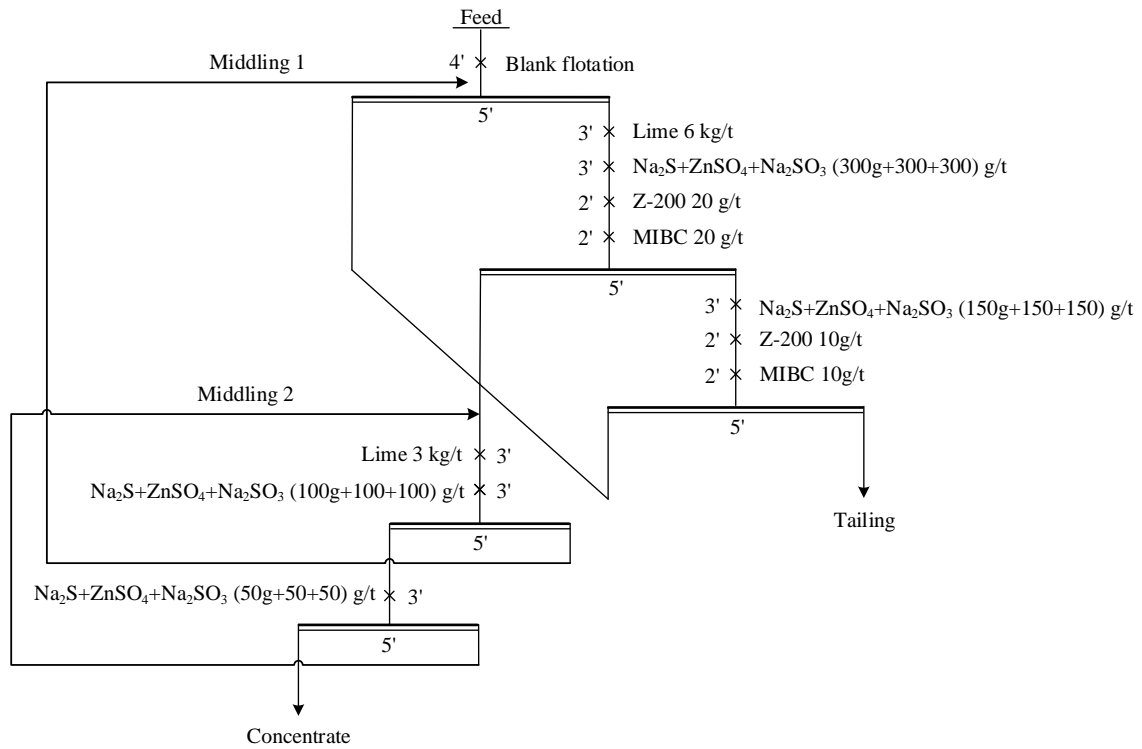 Feed
4' Blank flotation
Middling 1
5'
3' Lime 6 kg/t
3' Na₂S+ZnSO₄+Na₂SO₃ (300g+300+300) g/t
2' Z-200 20 g/t
2' MIBC 20 g/t
5'
3' Na₂S+ZnSO₄+Na₂SO₃ (150g+150+150) g/t
2' Z-200 10g/t
2' MIBC 10g/t
Middling 2
5'
Lime 3 kg/t 3'
Na₂S+ZnSO₄+Na₂SO₃ (100g+100+100) g/t 3'
Tailing
5'
Na₂S+ZnSO₄+Na₂SO₃ (50g+50+50) g/t 3'
5'
Concentrate